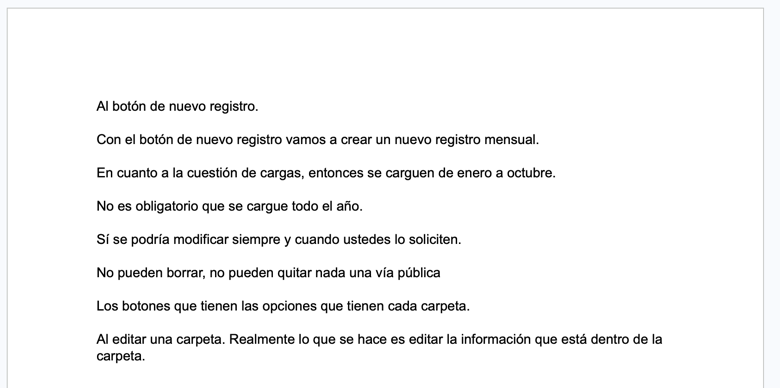 Al botón de nuevo registro.
Con el botón de nuevo registro vamos a crear un nuevo registro mensual.
En cuanto a la cuestión de cargas, entonces se carguen de enero a octubre.
No es obligatorio que se cargue todo el año.
Sí se podría modificar siempre y cuando ustedes lo soliciten.
No pueden borrar, no pueden quitar nada una vía pública
Los botones que tienen las opciones que tienen cada carpeta.
Al editar una carpeta. Realmente lo que se hace es editar la información que está dentro de la
carpeta.